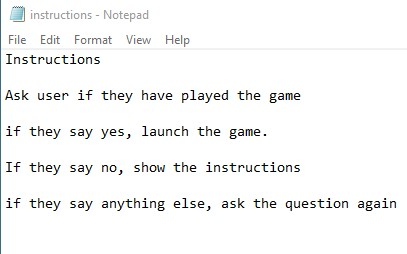 instructions - Notepad
File Edit Format View Help
Instructions
Ask user if they have played the game
if they say yes, launch the game.
If they say no, show the instructions
if they say anything else, ask the question again